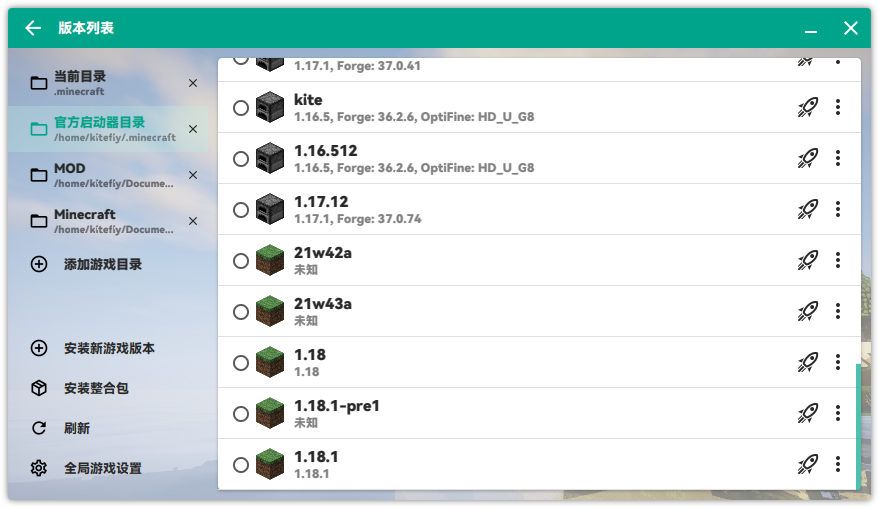 版本列表
当前目录
.minecraft
官方启动器目录
/home/kitefiy/.minecraft
MOD
/home/kitefiy/Docume...
Minecraft
/home/kitefiy/Docume...
添加游戏目录
安装新游戏版本
安装整合包
刷新
全局游戏设置
1.17.1, Forge: 37.0.41
kite
1.16.5, Forge: 36.2.6, OptiFine: HD_U_G8
1.16.512
1.16.5, Forge: 36.2.6, OptiFine: HD_U_G8
1.17.12
1.17.1, Forge: 37.0.74
21w42a
未知
21w43a
未知
1.18
1.18
1.18.1-pre1
未知
1.18.1
1.18.1